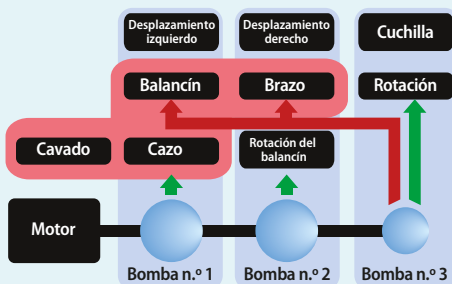 Desplazamiento
izquierdo
Desplazamiento
derecho
Cuchilla
Balancín
Brazo
Rotación
Cavado
Cazo
Rotación del
balancín
Motor
Bomba n.º 1
Bomba n.º 2
Bomba n.º 3